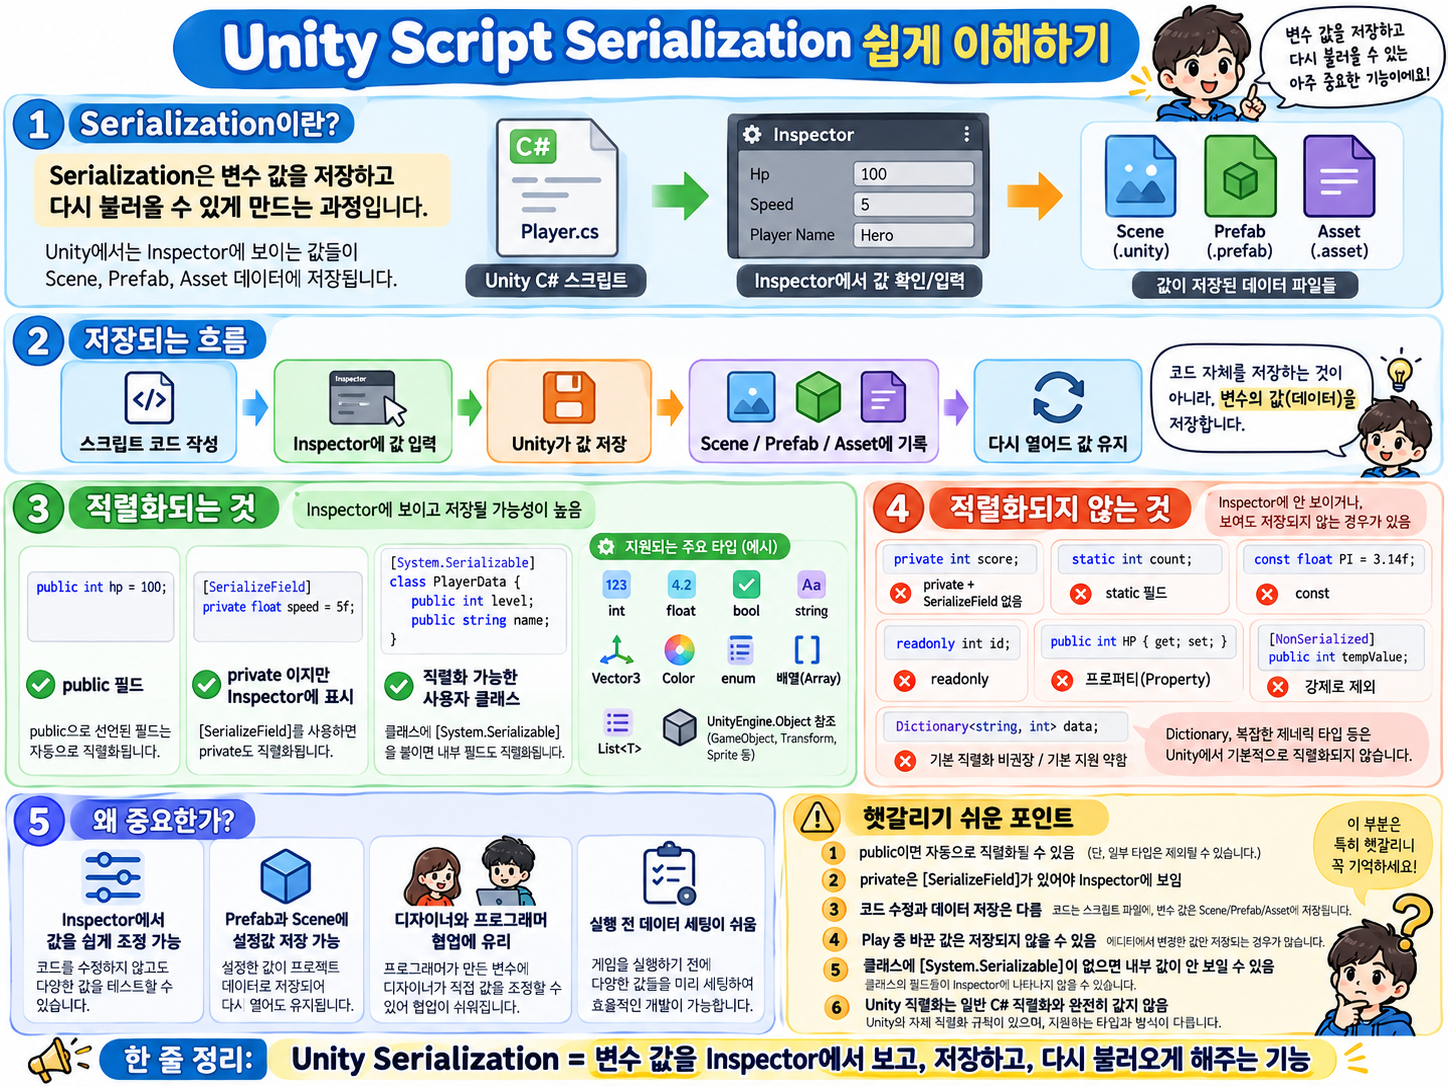 Unity Script Serialization 쉽게 이해하기
변수 값을 저장하고
다시 불러올 수 있는
아주 중요한 기능이에요!
1 Serialization이란?
Serialization은 변수 값을 저장하고
다시 불러올 수 있게 만드는 과정입니다.
Unity에서는 Inspector에 보이는 값들이
Scene, Prefab, Asset 데이터에 저장됩니다.
C#
Player.cs
Unity C# 스크립트
Inspector
Hp 100
Speed 5
Player Name Hero
Inspector에서 값 확인/입력
Scene
(.unity)
Prefab
(.prefab)
Asset
(.asset)
값이 저장된 데이터 파일들
2 저장되는 흐름
</>
스크립트 코드 작성
Inspector
Inspector에 값 입력
Unity가 값 저장
Scene / Prefab / Asset에 기록
다시 열어드 값 유지
코드 자체를 저장하는 것이
아니라, 변수의 값(데이터)을
저장합니다.
3 직렬화되는 것
Inspector에 보이고 저장될 가능성이 높음
public int hp = 100;
public 필드
public으로 선언된 필드는
자동으로 직렬화됩니다.
[SerializeField]
private float speed = 5f;
private 이지만
Inspector에 표시
[SerializeField]를 사용하면
private도 직렬화됩니다.
[System.Serializable]
class PlayerData {
public int level;
public string name;
}
직렬화 가능한
사용자 클래스
클래스에 [System.Serializable]
을 붙이면 내부 필드도 직렬화됩니다.
지원되는 주요 타입 (에시)
123
int
4.2
float
bool
Aa
string
Vector3
Color
enum
배열(Array)
List<T>
UnityEngine.Object 참조
(GameObject, Transform,
Sprite 등)
4 직렬화되지 않는 것
Inspector에 안 보이거나,
보여도 저장되지 않는 경우가 있음
private int score;
private +
SerializeField 없음
static int count;
static 필드
const float PI = 3.14f;
const
readonly int id;
readonly
public int HP { get; set; }
프로퍼티(Property)
[NonSerialized]
public int tempValue;
강제로 제외
Dictionary<string, int> data;
기본 직렬화 비권장 / 기본 지원 약함
Dictionary, 복잡한 제네릭 타입 등은
Unity에서 기본적으로 직렬화되지 않습니다.
5 왜 중요한가?
Inspector에서
값을 쉽게 조정 가능
코드를 수정하지 않고도
다양한 값을 테스트할 수
있습니다.
Prefab과 Scene에
설정값 저장 가능
설정한 값이 프로젝트
데이터로 저장되어
다시 열어도 유지됩니다.
디자이너와 프로그래머
협업에 유리
프로그래머가 만든 변수에
디자이너가 직접 값을 조정할 수
있어 협업이 쉬워집니다.
실행 전 데이터 세팅이 쉬움
게임을 실행하기 전에
다양한 값들을 미리 세팅하여
효율적인 개발이 가능합니다.
! 햇갈리기 쉬운 포인트
이 부분은
특히 헷갈리니
꼭 기억하세요!
1 public이면 자동으로 직렬화될 수 있음 (단, 일부 타입은 제외될 수 있습니다.)
2 private은 [SerializeField]가 있어야 Inspector에 보임
3 코드 수정과 데이터 저장은 다름 코드는 스크립트 파일에, 변수 값은 Scene/Prefab/Asset에 저장됩니다.
4 Play 중 바꾼 값은 저장되지 않을 수 있음 에디티에서 변경한 값만 저장되는 경우가 많습니다.
5 클래스에 [System.Serializable]이 없으면 내부 값이 안 보일 수 있음
클래스의 필드들이 Inspector에 나타나지 않을 수 있습니다.
6 Unity 직렬화는 일반 C# 직렬화와 완전히 값지 않음
Unity와 자제 직렬화 규칙이 있으며, 지원하는 타입과 방식이 다릅니다.
?
한 줄 정리: Unity Serialization = 변수 값을 Inspector에서 보고, 저장하고, 다시 불러오게 해주는 기능